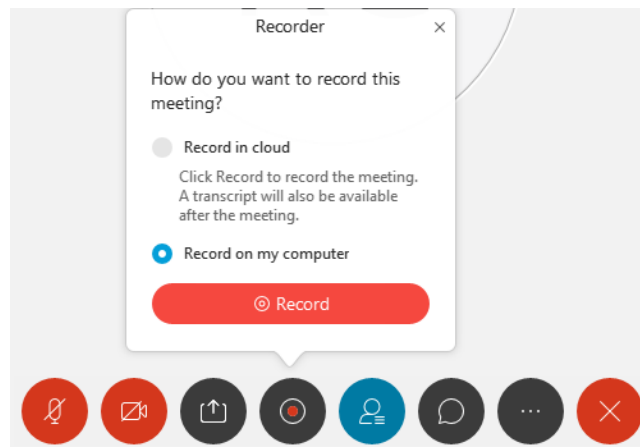 Recorder
How do you want to record this
meeting?
Record in cloud
Click Record to record the meeting.
A transcript will also be available
after the meeting.
Record on my computer
Record